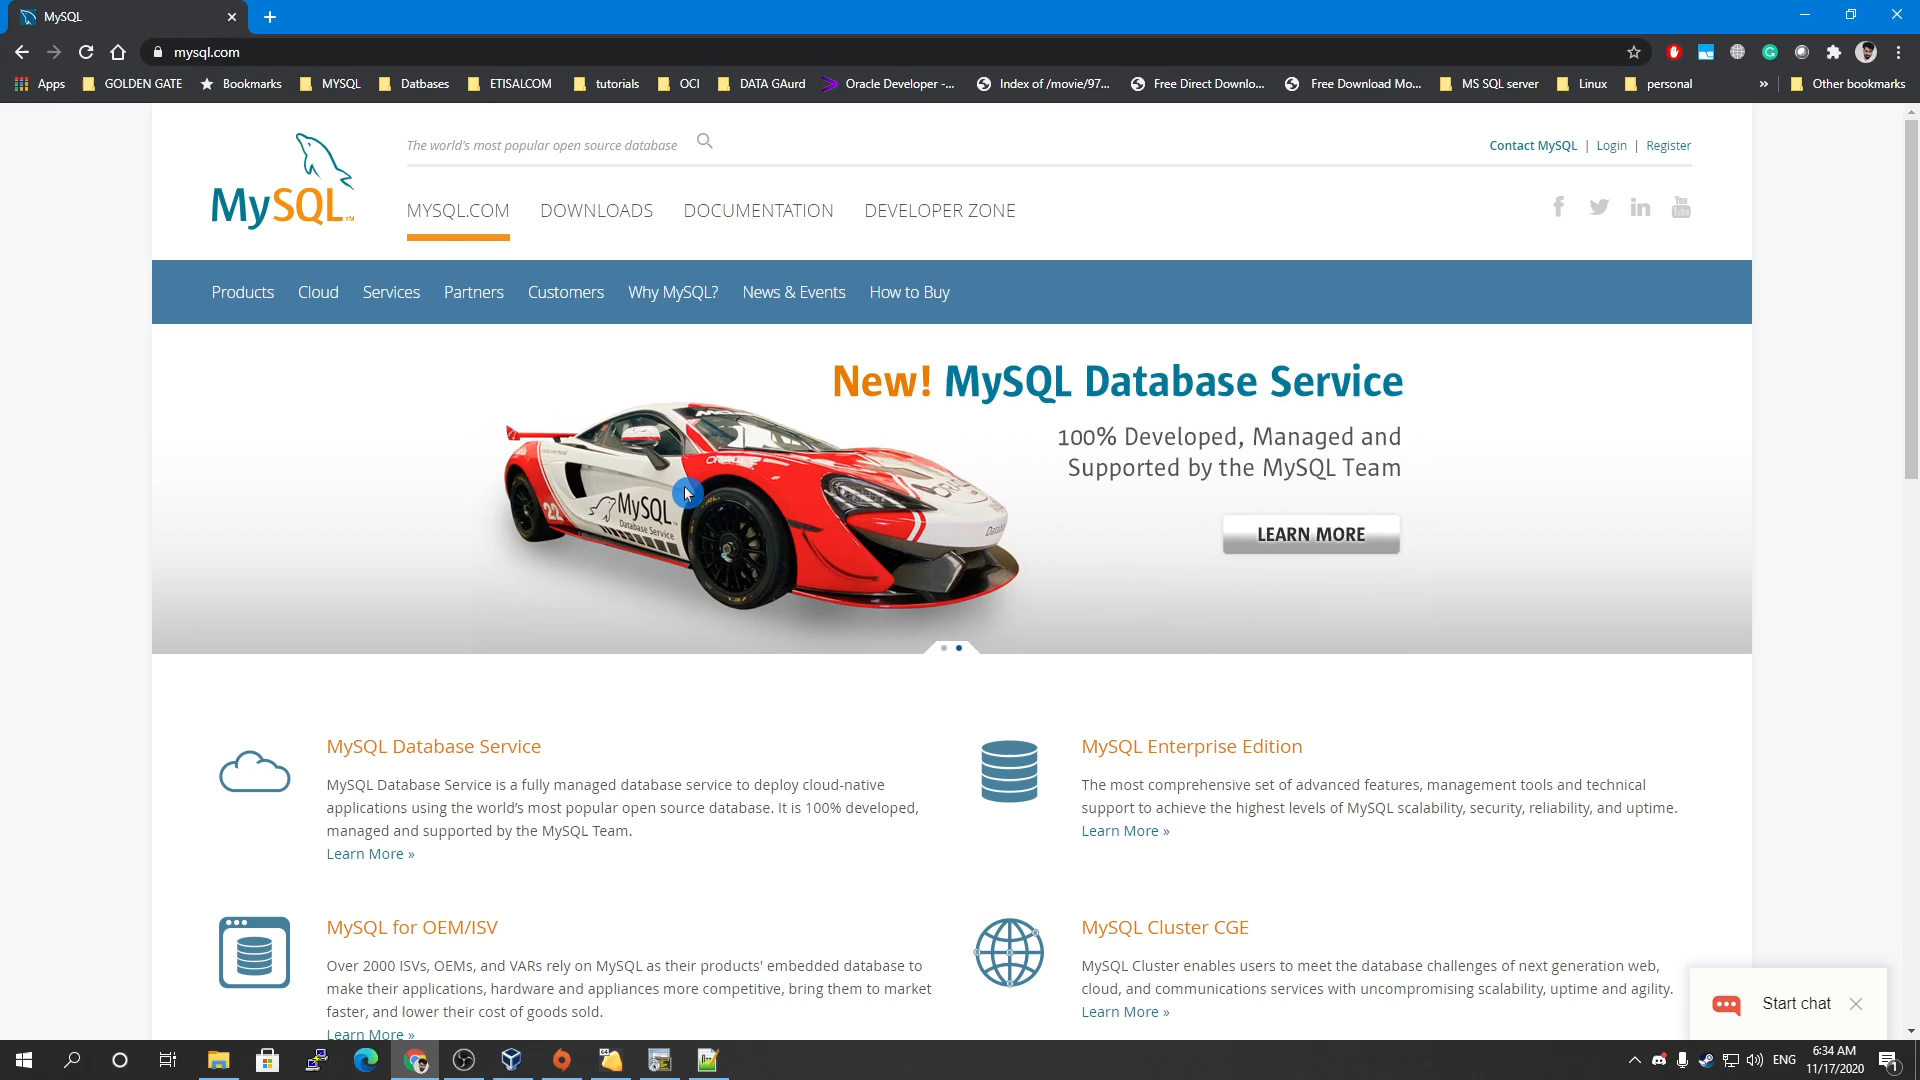 MySQL
mysql.com
Apps
GOLDEN GATE
Bookmarks
MYSQL
Datbases
ETISALCOM
tutorials
OCI
DATA GAurd
Oracle Developer -...
Index of /movie/97...
Free Direct Downlo...
Free Download Mo...
MS SQL server
Linux
personal
»
Other bookmarks
MySQL™
The world's most popular open source database
Contact MySQL | Login | Register
MYSQL.COM
DOWNLOADS
DOCUMENTATION
DEVELOPER ZONE
You
Tube
Products
Cloud
Services
Partners
Customers
Why MySQL?
News & Events
How to Buy
New! MySQL Database Service
100% Developed, Managed and
Supported by the MySQL Team
LEARN MORE
ORACLE
22
MySQL
Database Service
MySQL Database Service
MySQL Database Service is a fully managed database service to deploy cloud-native
applications using the world's most popular open source database. It is 100% developed,
managed and supported by the MySQL Team.
Learn More »
MySQL Enterprise Edition
The most comprehensive set of advanced features, management tools and technical
support to achieve the highest levels of MySQL scalability, security, reliability, and uptime.
Learn More »
MySQL for OEM/ISV
Over 2000 ISVs, OEMs, and VARs rely on MySQL as their products' embedded database to
make their applications, hardware and appliances more competitive, bring them to market
faster, and lower their cost of goods sold.
Learn More »
MySQL Cluster CGE
MySQL Cluster enables users to meet the database challenges of next generation web,
cloud, and communications services with uncompromising scalability, uptime and agility.
Learn More »
Start chat
ENG
6:34 AM
11/17/2020
1